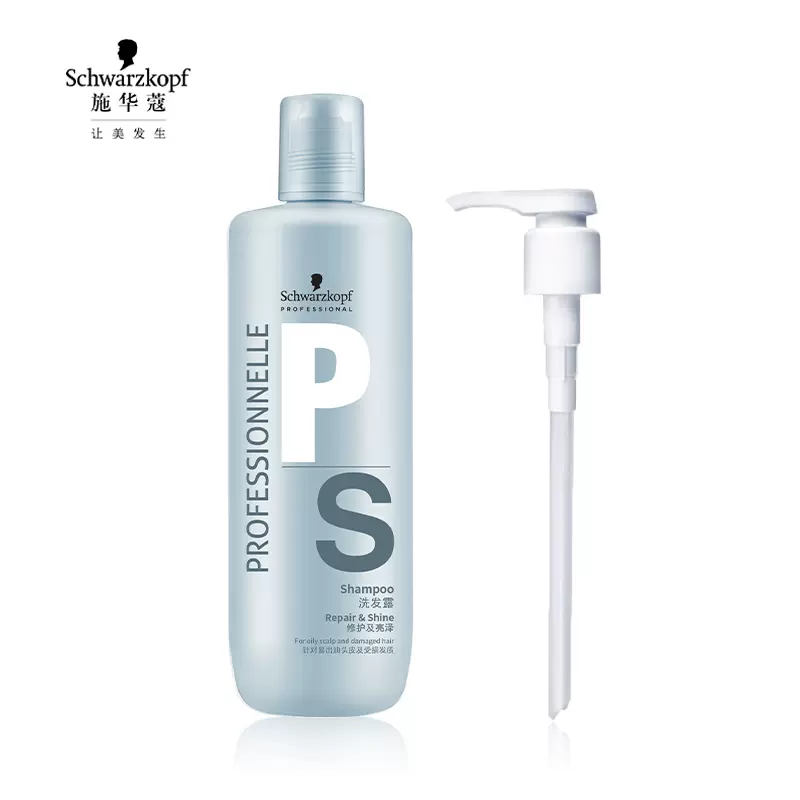 Schwarzkopf
施华蔻
让美发生
Schwarzkopf
PROFESSIONAL
PROFESSIONNELLE
P
S
Shampoo
洗发露
Repair & Shine
修护及亮泽
For oily scalp and damaged hair
针对易出油头皮及受损发质